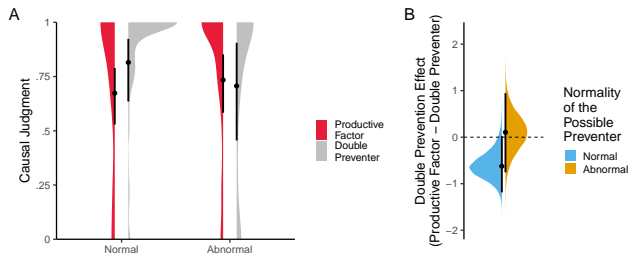 A
Causal Judgment
1
.75
.5
.25
0
Normal
Abnormal
Productive
Factor
Double
Preventer
B
Double Prevention Effect
(Productive Factor − Double Preventer)
2
1
0
−1
−2
Normality
of the
Possible
Preventer
Normal
Abnormal